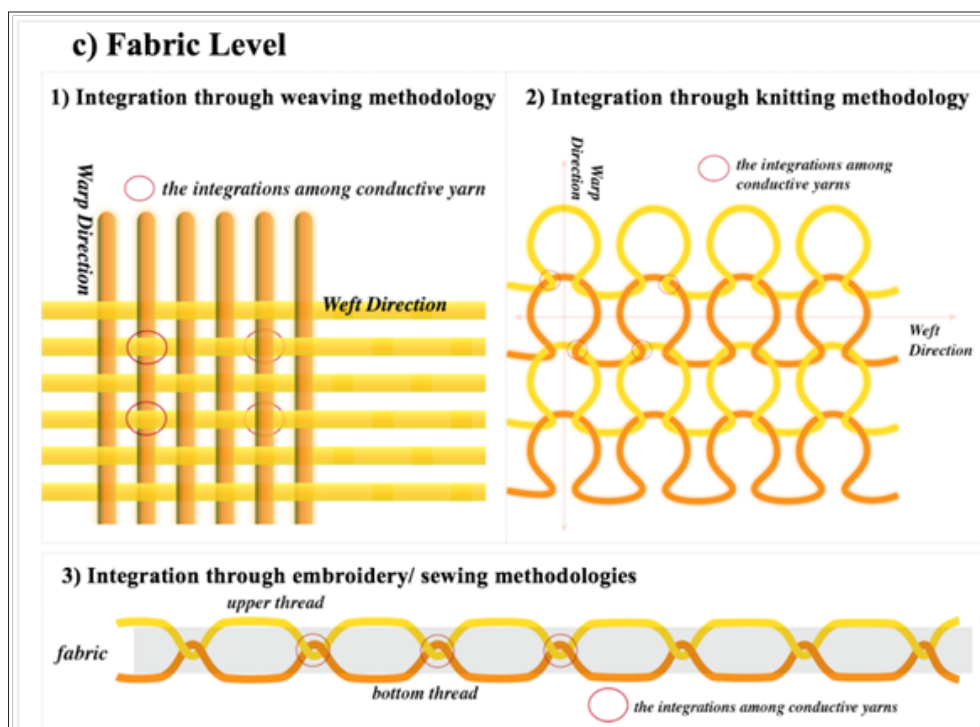 c) Fabric Level
1) Integration through weaving methodology
Warp Direction
the integrations among conductive yarn
Weft Direction
2) Integration through knitting methodology
Warp
Direction
the integrations among
conductive yarns
Weft
Direction
3) Integration through embroidery/ sewing methodologies
upper thread
fabric
bottom thread
the integrations among conductive yarns